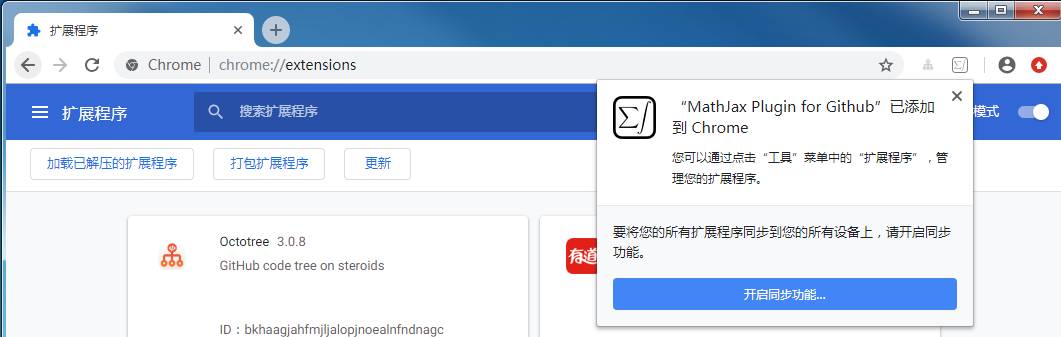 扩展程序
Chrome | chrome://extensions
扩展程序
搜索扩展程序
模式
加载已解压的扩展程序
打包扩展程序
更新
“MathJax Plugin for Github”已添加
到 Chrome
您可以通过点击“工具”菜单中的“扩展程序”，管
理您的扩展程序。
要将您的所有扩展程序同步到您的所有设备上，请开启同步
功能。
开启同步功能...
Octotree 3.0.8
GitHub code tree on steroids
ID：bkhaagjahfmjljalopjnoealnfndnagc
有道